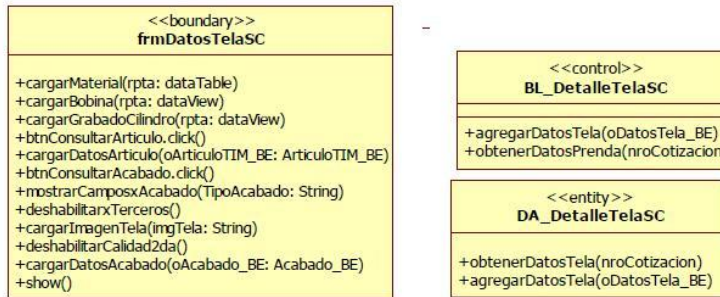 <<boundary>>
frmDatosTelaSC
+cargarMaterial(rpta: dataTable)
+cargarBobina(rpta: dataView)
+cargarGrabadoCilindro(rpta: dataView)
+btnConsultarArticulo.click()
+cargarDatosArticulo(oArticuloTIM_BE: ArticuloTIM_BE)
+btnConsultarAcabado.click()
+mostrarCamposxAcabado(TipoAcabado: String)
+deshabilitarxTerceros()
+cargarImagenTela(imgTela: String)
+deshabilitarCalidad2da()
+cargarDatosAcabado(oAcabado_BE: Acabado_BE)
+show()
<<control>>
BL_DetalleTelaSC
+agregarDatosTela(oDatosTela_BE)
+obtenerDatosPrenda(nroCotizacion
<<entity>>
DA_DetalleTelaSC
+obtenerDatosTela(nroCotizacion)
+agregarDatosTela(oDatosTela_BE)